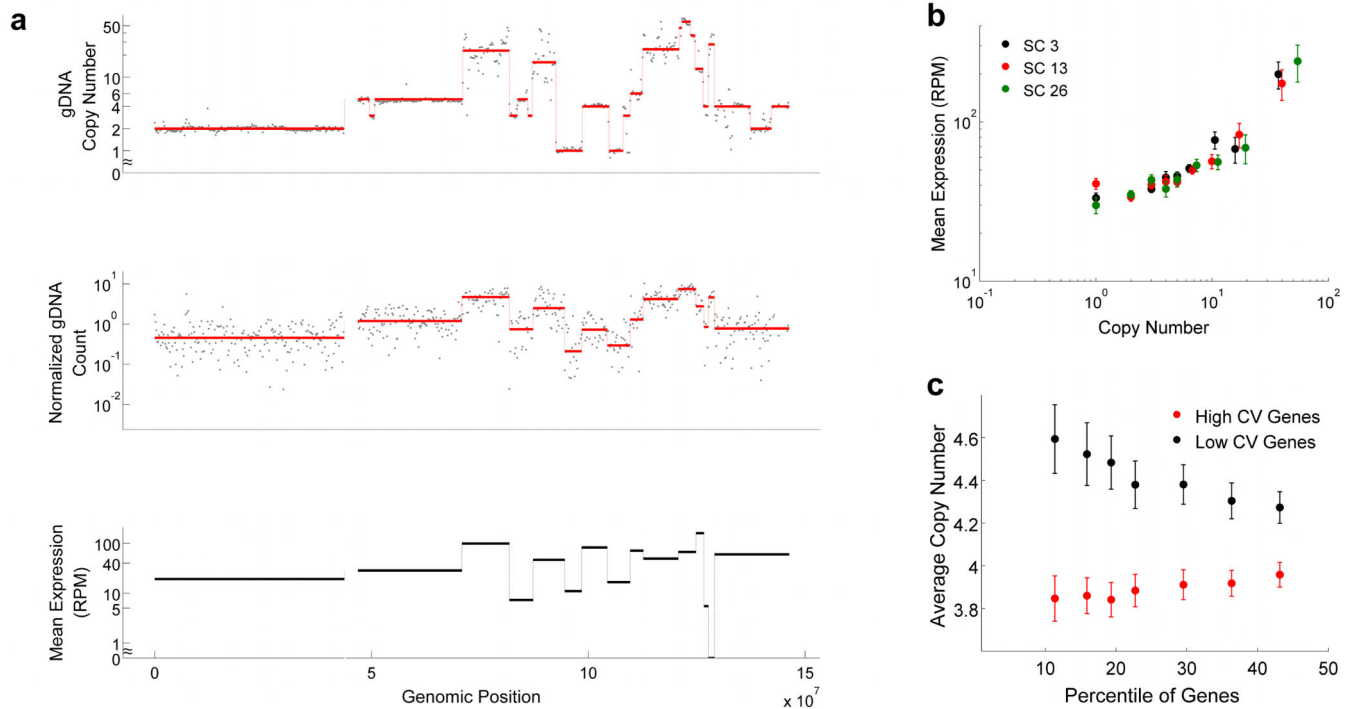 a
gDNA
Copy Number
50
10
6
4
2
1
≈
0
Normalized gDNA
Count
10^1
10^0
10^-1
10^-2
Mean Expression
(RPM)
100
40
10
5
1
≈
0
0
5
10
15
x 10^7
Genomic Position
b
Mean Expression (RPM)
SC 3
SC 13
SC 26
10^2
10^1
10^-1
10^0
10^1
10^2
Copy Number
c
Average Copy Number
High CV Genes
Low CV Genes
4.6
4.4
4.2
4
3.8
10
20
30
40
50
Percentile of Genes